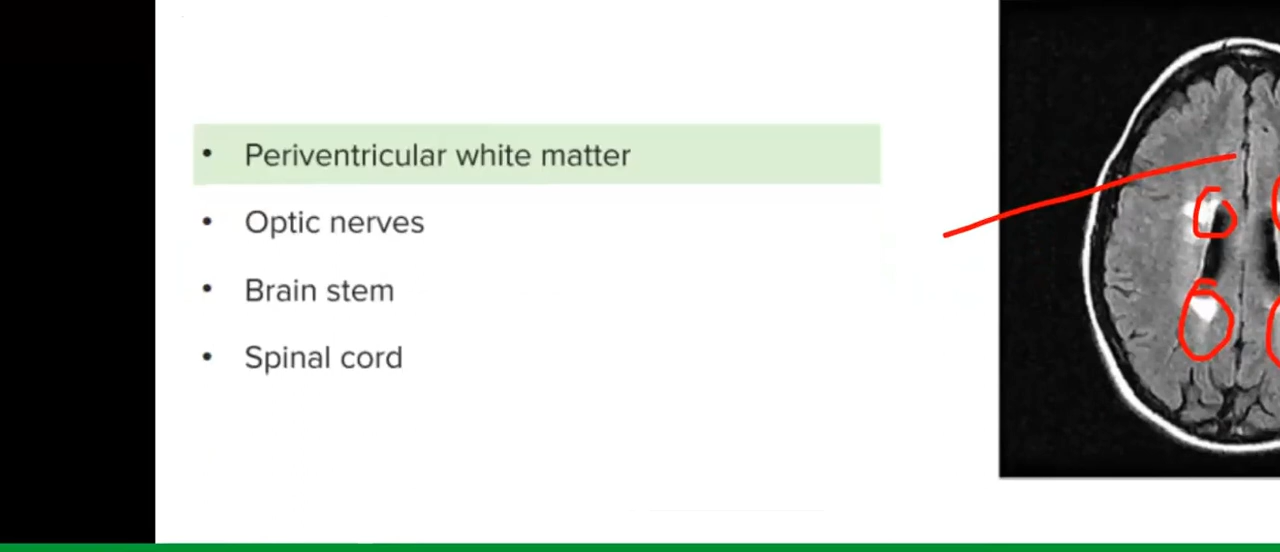 • Periventricular white matter
• Optic nerves
• Brain stem
• Spinal cord